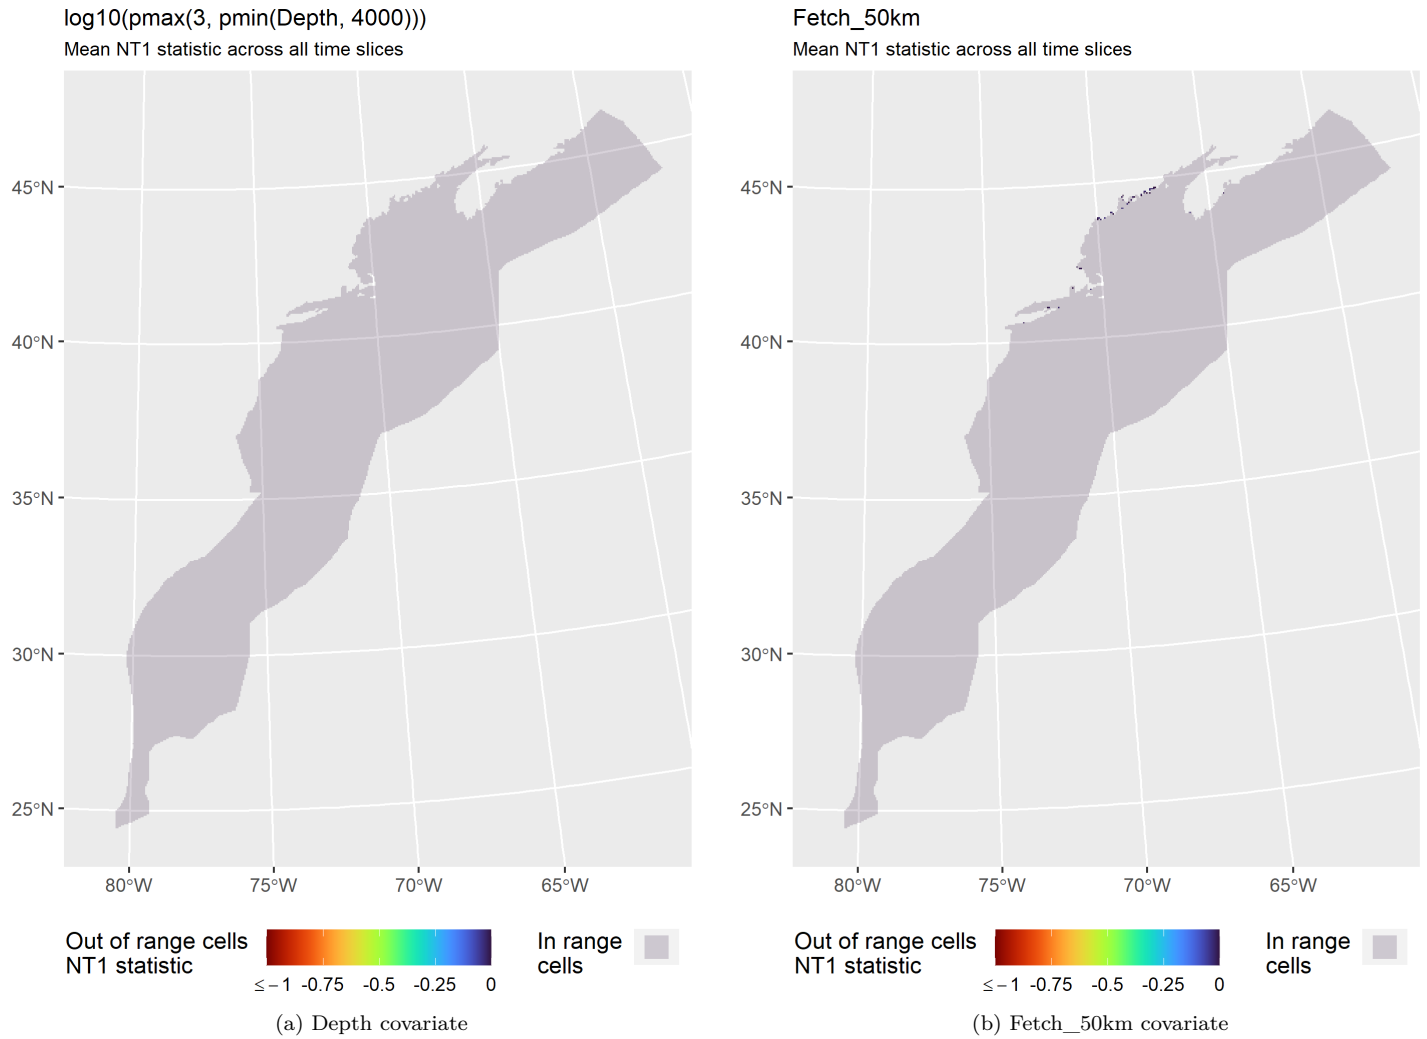 log10(pmax(3, pmin(Depth, 4000)))
Mean NT1 statistic across all time slices
45°N
40°N
35°N
30°N
25°N
80°W 75°W 70°W 65°W
Out of range cells
NT1 statistic
≤ − 1 -0.75 -0.5 -0.25 0
In range
cells
(a) Depth covariate
Fetch_50km
Mean NT1 statistic across all time slices
45°N
40°N
35°N
30°N
25°N
80°W 75°W 70°W 65°W
Out of range cells
NT1 statistic
≤ − 1 -0.75 -0.5 -0.25 0
In range
cells
(b) Fetch_50km covariate